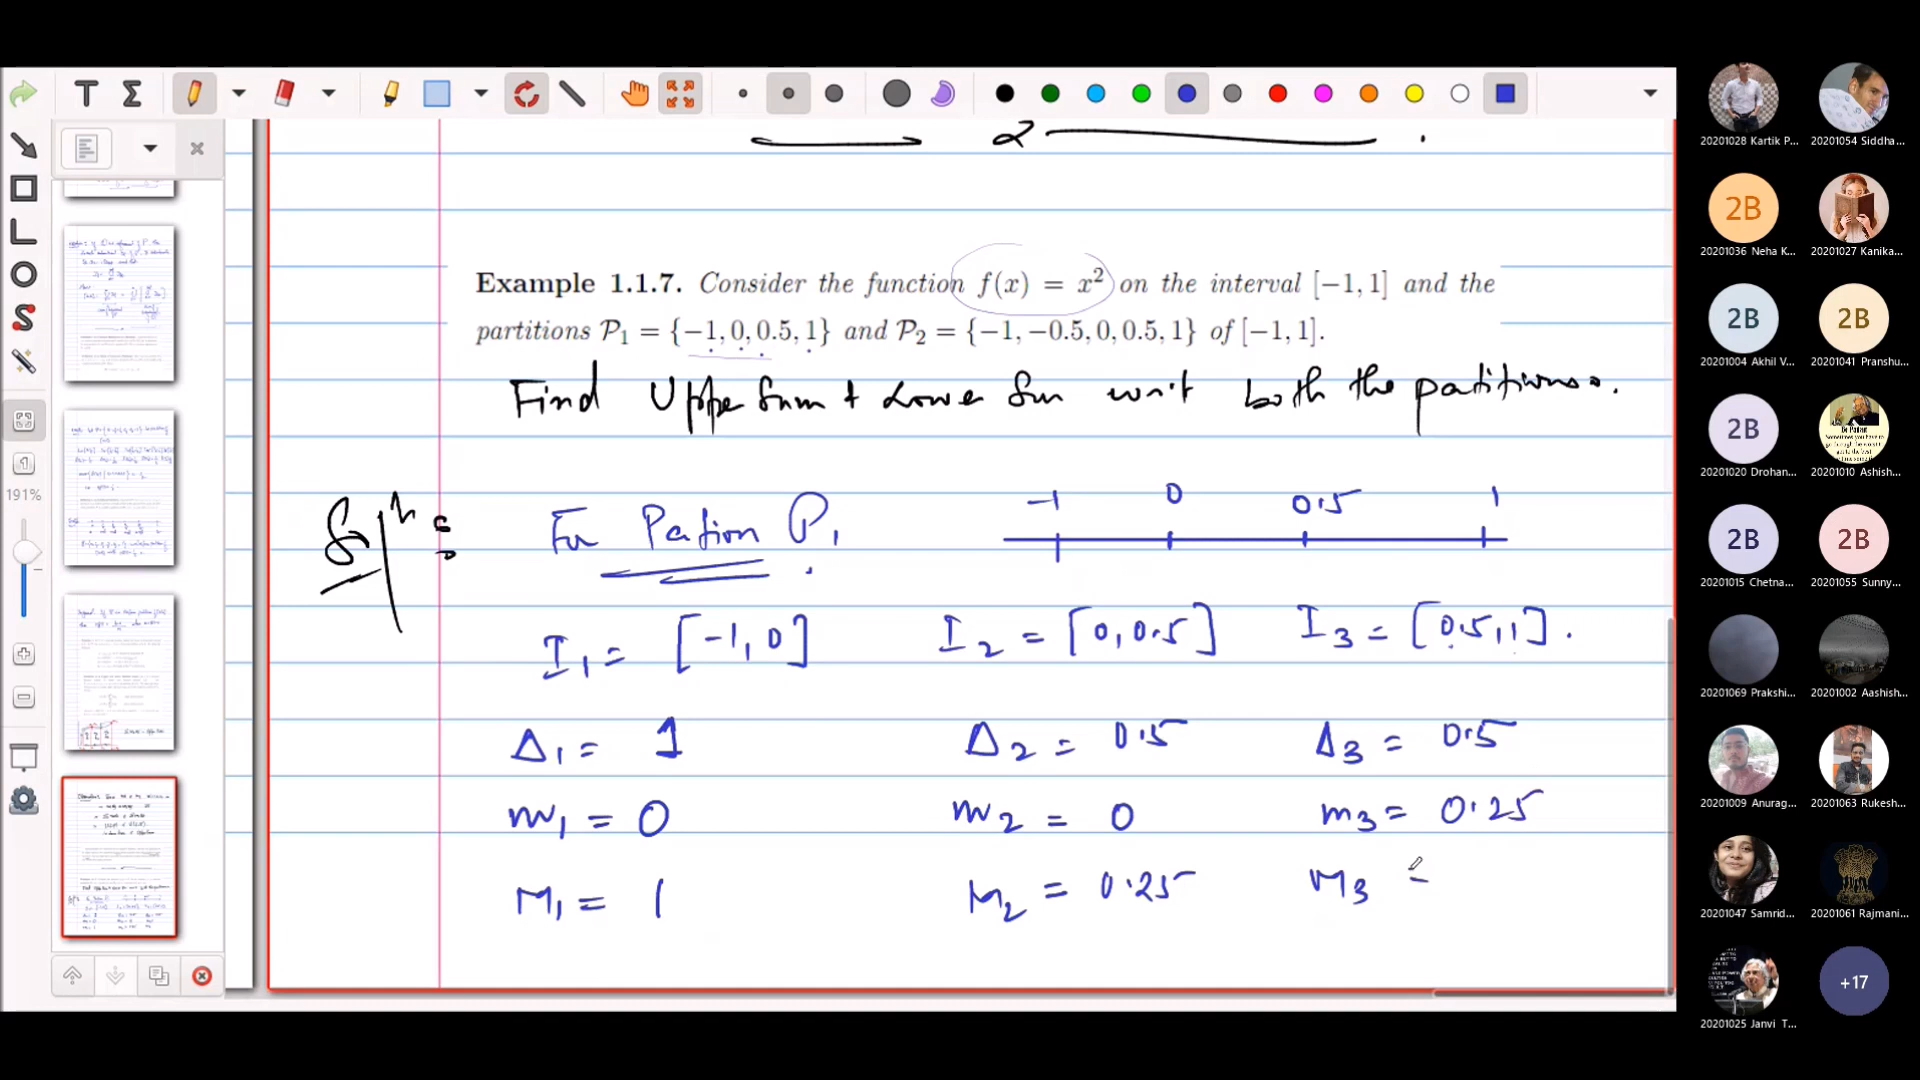 2
Example 1.1.7. Consider the function f(x) = x² on the interval [−1, 1] and the
partitions P₁ = {−1, 0, 0.5, 1} and P₂ = {−1, −0.5, 0, 0.5, 1} of [−1, 1].
Find Upper Sum + Lower Sum w.r.t both the partitions.
Solⁿ :
For Partion P₁
-1 0 0.5 1
I₁ = [-1, 0] I₂ = [0, 0.5] I₃ = [0.5, 1].
Δ₁ = 1 Δ₂ = 0.5 Δ₃ = 0.5
m₁ = 0 m₂ = 0 m₃ = 0.25
M₁ = 1 M₂ = 0.25 M₃ =
191%
20201028 Kartik P... 20201054 Siddha...
2B
20201036 Neha K... 20201027 Kanika...
2B 2B
20201004 Akhil V... 20201041 Pranshu...
2B
20201020 Drohan... 20201010 Ashish...
2B 2B
20201015 Chetna... 20201055 Sunny...
20201069 Prakshi... 20201002 Aashish...
20201009 Anurag... 20201063 Rukesh...
20201047 Samrid... 20201061 Rajmani...
+17
20201025 Janvi T...